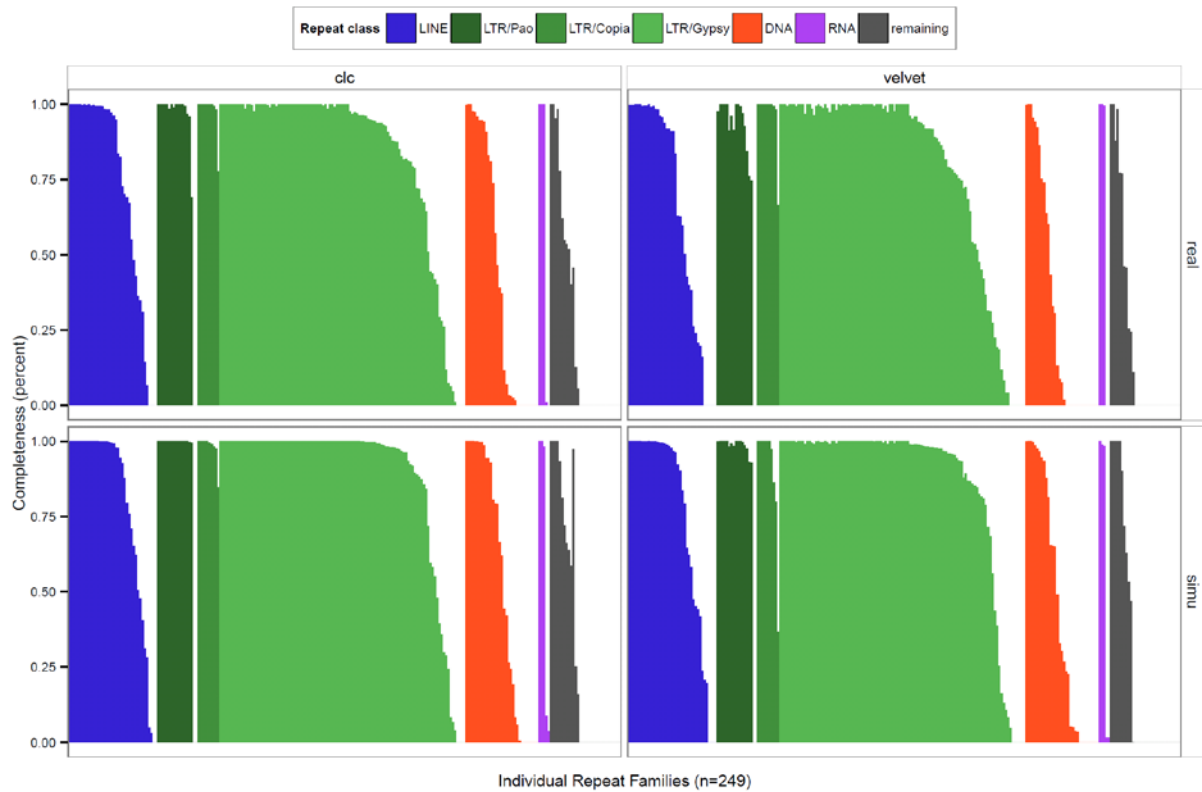 Repeat class LINE LTR/Pao LTR/Copia LTR/Gypsy DNA RNA remaining
clc velvet
1.00
0.75
0.50
0.25
0.00
real
1.00
0.75
0.50
0.25
0.00
simu
Completeness (percent)
Individual Repeat Families (n=249)